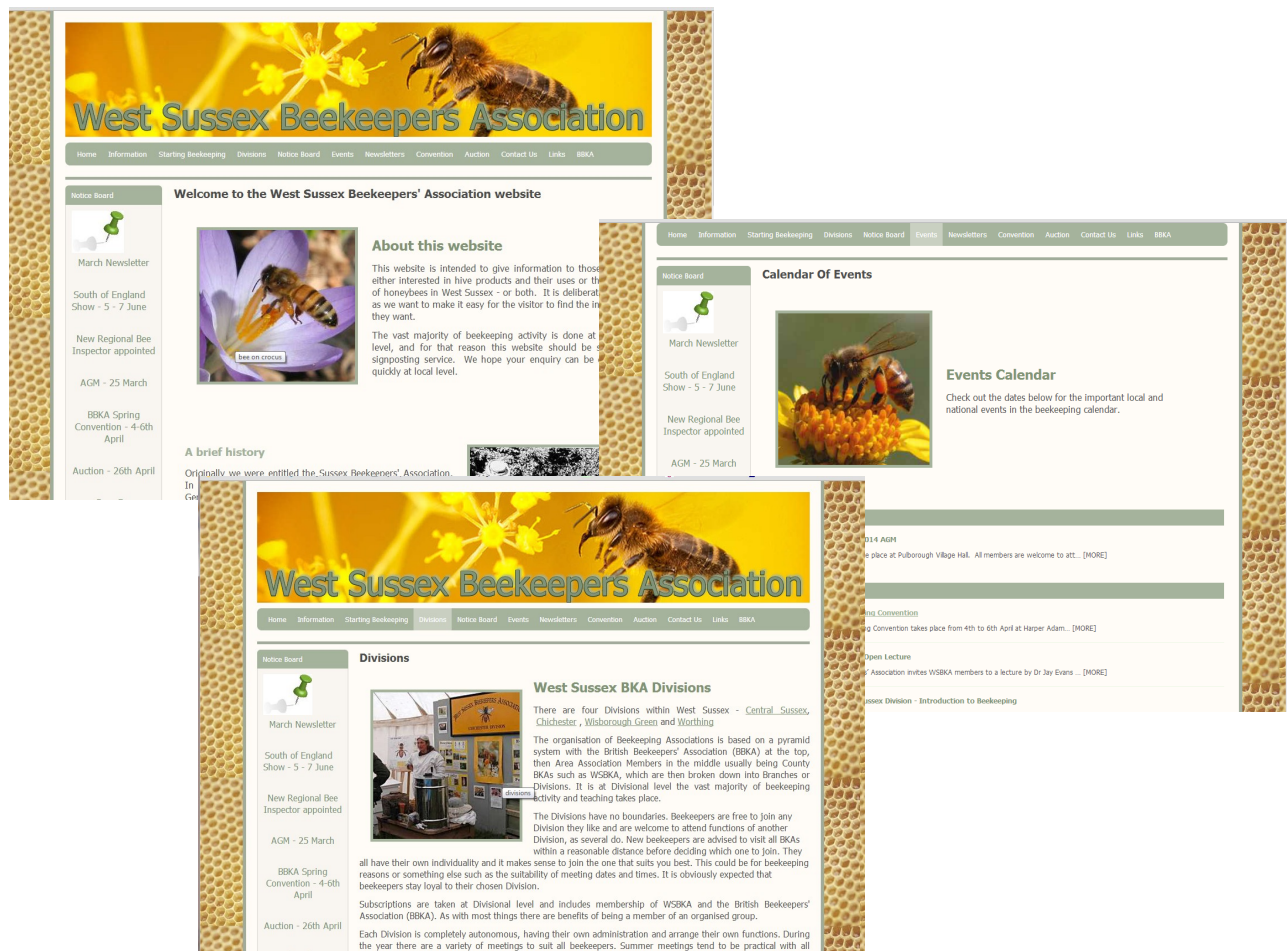 West Sussex Beekeepers Association
Home Information Starting Beekeeping Divisions Notice Board Events Newsletters Convention Auction Contact Us Links BBKA
Notice Board
March Newsletter
South of England
Show - 5 - 7 June
New Regional Bee
Inspector appointed
AGM - 25 March
BBKA Spring
Convention - 4-6th
April
Auction - 26th April
Welcome to the West Sussex Beekeepers' Association website
bee on crocus
About this website
This website is intended to give information to those
either interested in hive products and their uses or th
of honeybees in West Sussex - or both. It is deliberat
as we want to make it easy for the visitor to find the in
they want.
The vast majority of beekeeping activity is done at
level, and for that reason this website should be s
signposting service. We hope your enquiry can be
quickly at local level.
A brief history
Originally we were entitled the Sussex Beekeepers' Association.
In
Ger
Home Information Starting Beekeeping Divisions Notice Board Events Newsletters Convention Auction Contact Us Links BBKA
Notice Board
March Newsletter
South of England
Show - 5 - 7 June
New Regional Bee
Inspector appointed
AGM - 25 March
Calendar Of Events
Events Calendar
Check out the dates below for the important local and
national events in the beekeeping calendar.
014 AGM
e place at Pulborough Village Hall. All members are welcome to att... [MORE]
ng Convention
g Convention takes place from 4th to 6th April at Harper Adam... [MORE]
Open Lecture
' Association invites WSBKA members to a lecture by Dr Jay Evans ... [MORE]
ussex Division - Introduction to Beekeeping
West Sussex Beekeepers Association
Home Information Starting Beekeeping Divisions Notice Board Events Newsletters Convention Auction Contact Us Links BBKA
Notice Board
March Newsletter
South of England
Show - 5 - 7 June
New Regional Bee
Inspector appointed
AGM - 25 March
BBKA Spring
Convention - 4-6th
April
Auction - 26th April
Divisions
divisions
West Sussex BKA Divisions
There are four Divisions within West Sussex - Central Sussex,
Chichester , Wisborough Green and Worthing
The organisation of Beekeeping Associations is based on a pyramid
system with the British Beekeepers' Association (BBKA) at the top,
then Area Association Members in the middle usually being County
BKAs such as WSBKA, which are then broken down into Branches or
Divisions. It is at Divisional level the vast majority of beekeeping
activity and teaching takes place.
The Divisions have no boundaries. Beekeepers are free to join any
Division they like and are welcome to attend functions of another
Division, as several do. New beekeepers are advised to visit all BKAs
within a reasonable distance before deciding which one to join. They
all have their own individuality and it makes sense to join the one that suits you best. This could be for beekeeping
reasons or something else such as the suitability of meeting dates and times. It is obviously expected that
beekeepers stay loyal to their chosen Division.
Subscriptions are taken at Divisional level and includes membership of WSBKA and the British Beekeepers'
Association (BBKA). As with most things there are benefits of being a member of an organised group.
Each Division is completely autonomous, having their own administration and arrange their own functions. During
the year there are a variety of meetings to suit all beekeepers. Summer meetings tend to be practical with all